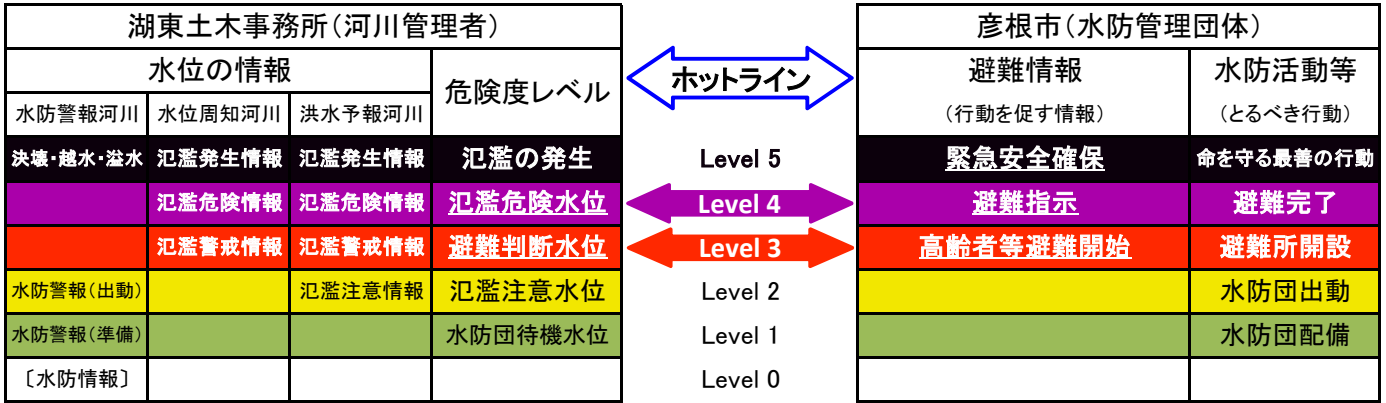 湖東土木事務所（河川管理者）
彦根市（水防管理団体）
水位の情報
危険度レベル
ホットライン
避難情報
水防活動等
水防警報河川 水位周知河川 洪水予報河川
（行動を促す情報）
（とるべき行動）
決壊・越水・溢水 氾濫発生情報 氾濫発生情報 氾濫の発生 Level 5 緊急安全確保 命を守る最善の行動
氾濫危険情報 氾濫危険情報 氾濫危険水位 Level 4 避難指示 避難完了
氾濫警戒情報 氾濫警戒情報 避難判断水位 Level 3 高齢者等避難開始 避難所開設
水防警報（出動） 氾濫注意情報 氾濫注意水位 Level 2 水防団出動
水防警報（準備） 水防団待機水位 Level 1 水防団配備
〔水防情報〕 Level 0